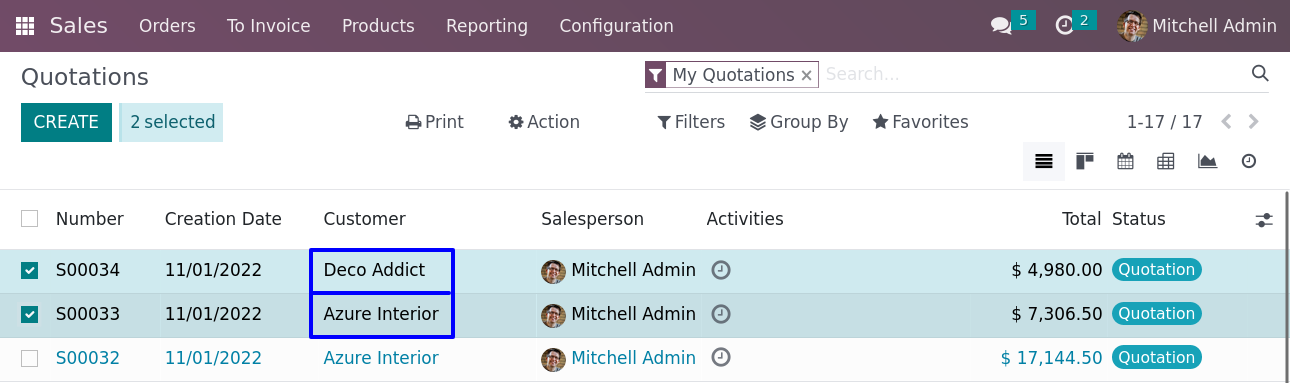 Sales Orders To Invoice Products Reporting Configuration 5 2 Mitchell Admin
Quotations My Quotations × Search...
CREATE 2 selected Print Action Filters Group By Favorites 1-17 / 17
Number Creation Date Customer Salesperson Activities Total Status
S00034 11/01/2022 Deco Addict Mitchell Admin $ 4,980.00 Quotation
S00033 11/01/2022 Azure Interior Mitchell Admin $ 7,306.50 Quotation
S00032 11/01/2022 Azure Interior Mitchell Admin $ 17,144.50 Quotation